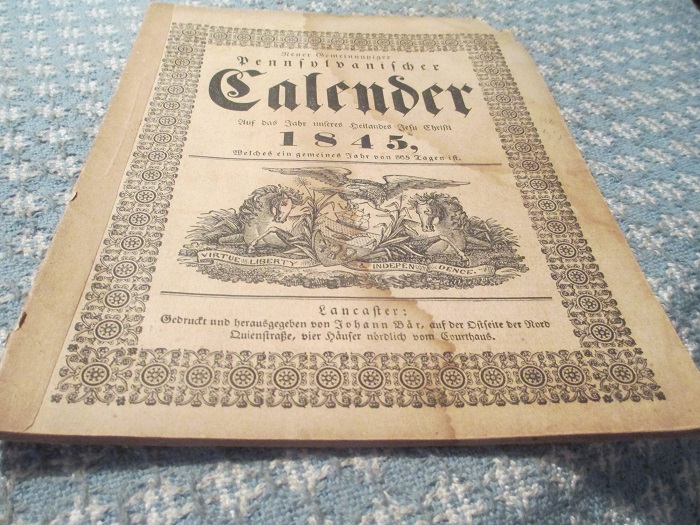 Neuer Gemeinnütziger
Pennsylvanischer
Calender
Auf das Jahr unseres Heilandes Jesu Christi
1845,
Welches ein gemeines Jahr von 365 Tagen ist.
VIRTUE LIBERTY INDEPENDENCE.
Lancaster:
Gedruckt und herausgegeben von Johann Bär, auf der Ostseite der Nord
Quienstraße, vier Häuser nördlich vom Courthaus.